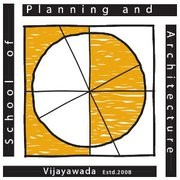 School of
Planning and
Architecture
Vijayawada Estd.2008